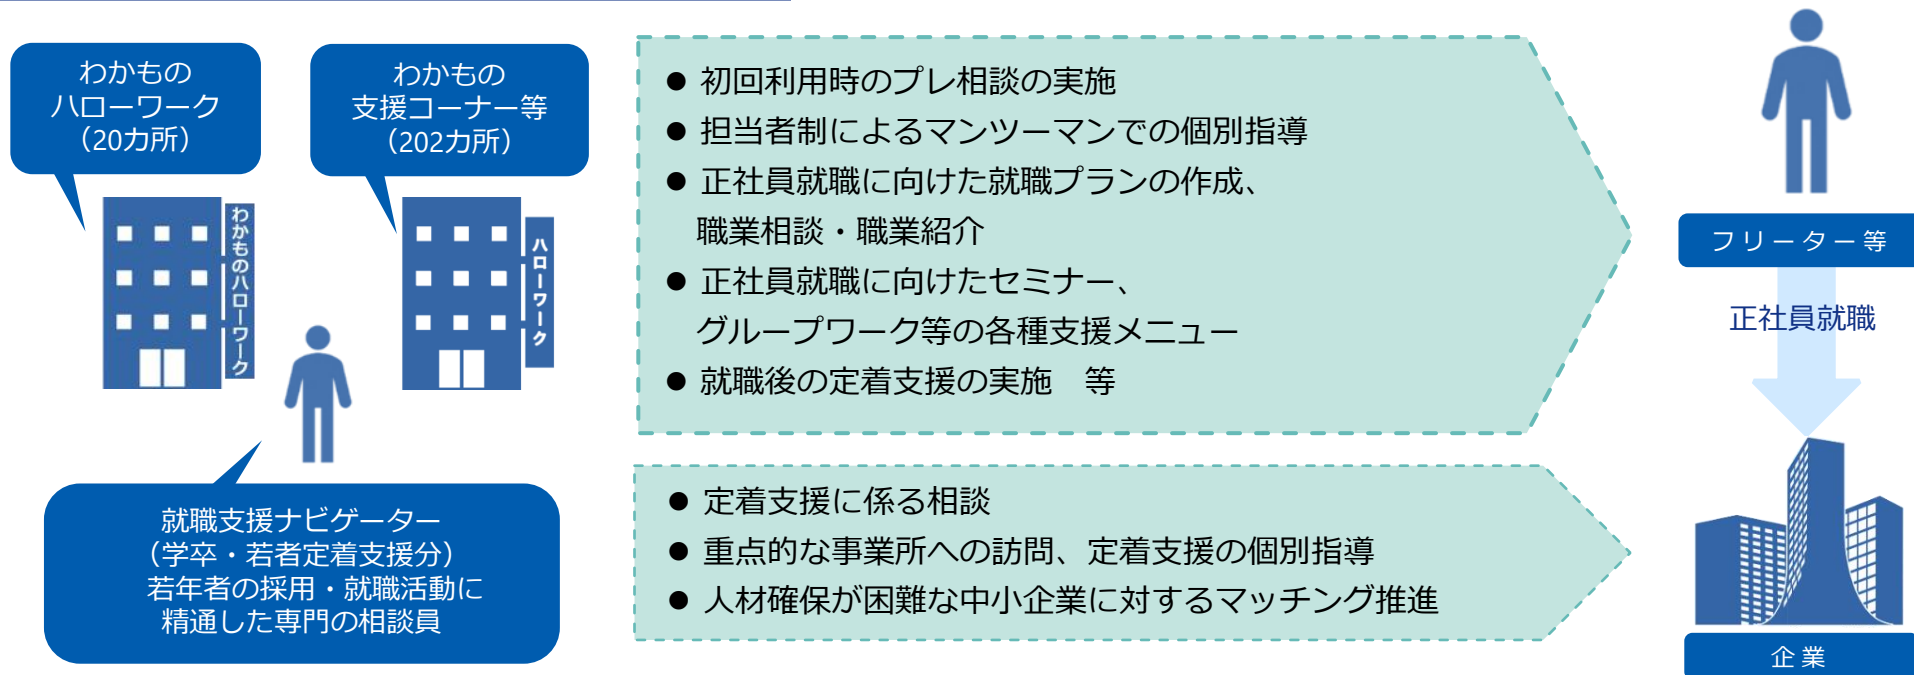 わかもの
ハローワーク
（20カ所）
わかもの
支援コーナー等
（202カ所）
わかものハローワーク
ハローワーク
就職支援ナビゲーター
（学卒・若者定着支援分）
若年者の採用・就職活動に
精通した専門の相談員
● 初回利用時のプレ相談の実施
● 担当者制によるマンツーマンでの個別指導
● 正社員就職に向けた就職プランの作成、
職業相談・職業紹介
● 正社員就職に向けたセミナー、
グループワーク等の各種支援メニュー
● 就職後の定着支援の実施　等
● 定着支援に係る相談
● 重点的な事業所への訪問、定着支援の個別指導
● 人材確保が困難な中小企業に対するマッチング推進
フリーター等
正社員就職
企業